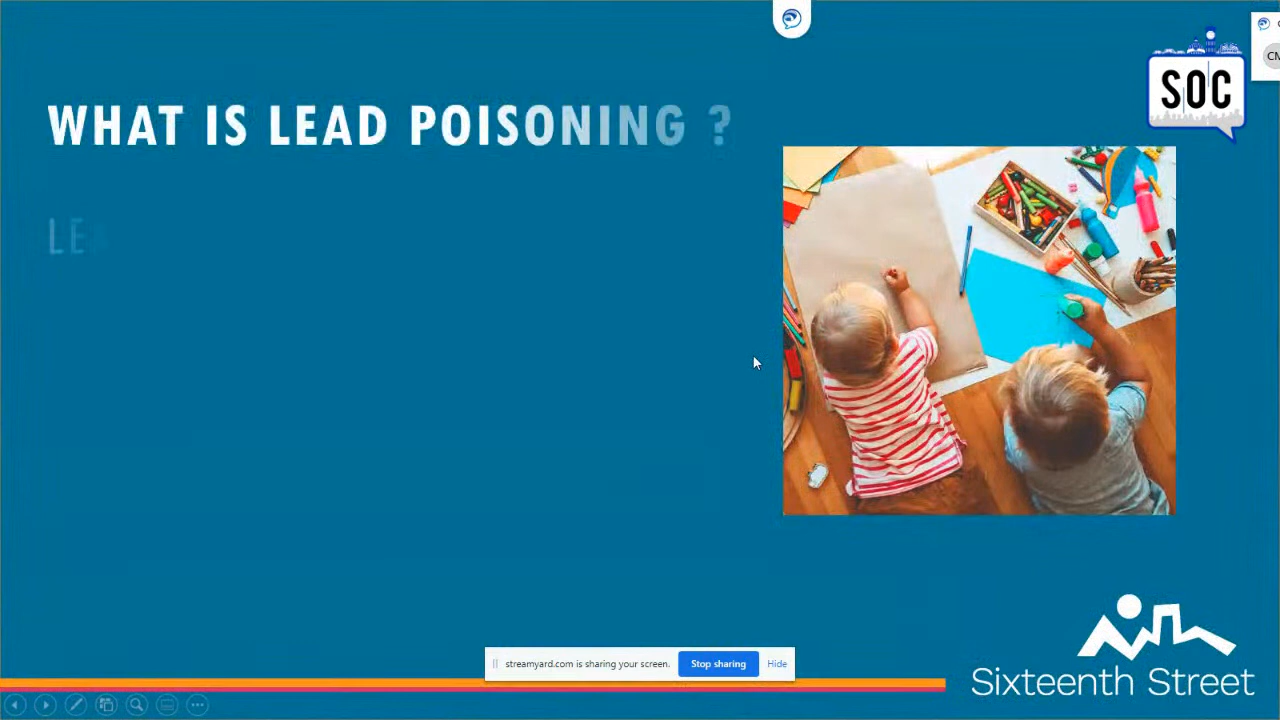 SOC
WHAT IS LEAD POISONING ?
streamyard.com is sharing your screen.
Stop sharing
Hide
Sixteenth Street